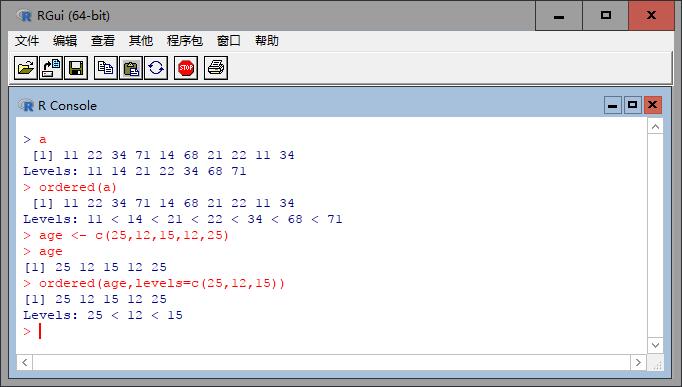 RGui (64-bit)
文件 编辑 查看 其他 程序包 窗口 帮助
STOP
R Console
> a
 [1] 11 22 34 71 14 68 21 22 11 34
Levels: 11 14 21 22 34 68 71
> ordered(a)
 [1] 11 22 34 71 14 68 21 22 11 34
Levels: 11 < 14 < 21 < 22 < 34 < 68 < 71
> age <- c(25,12,15,12,25)
> age
[1] 25 12 15 12 25
> ordered(age,levels=c(25,12,15))
[1] 25 12 15 12 25
Levels: 25 < 12 < 15
>